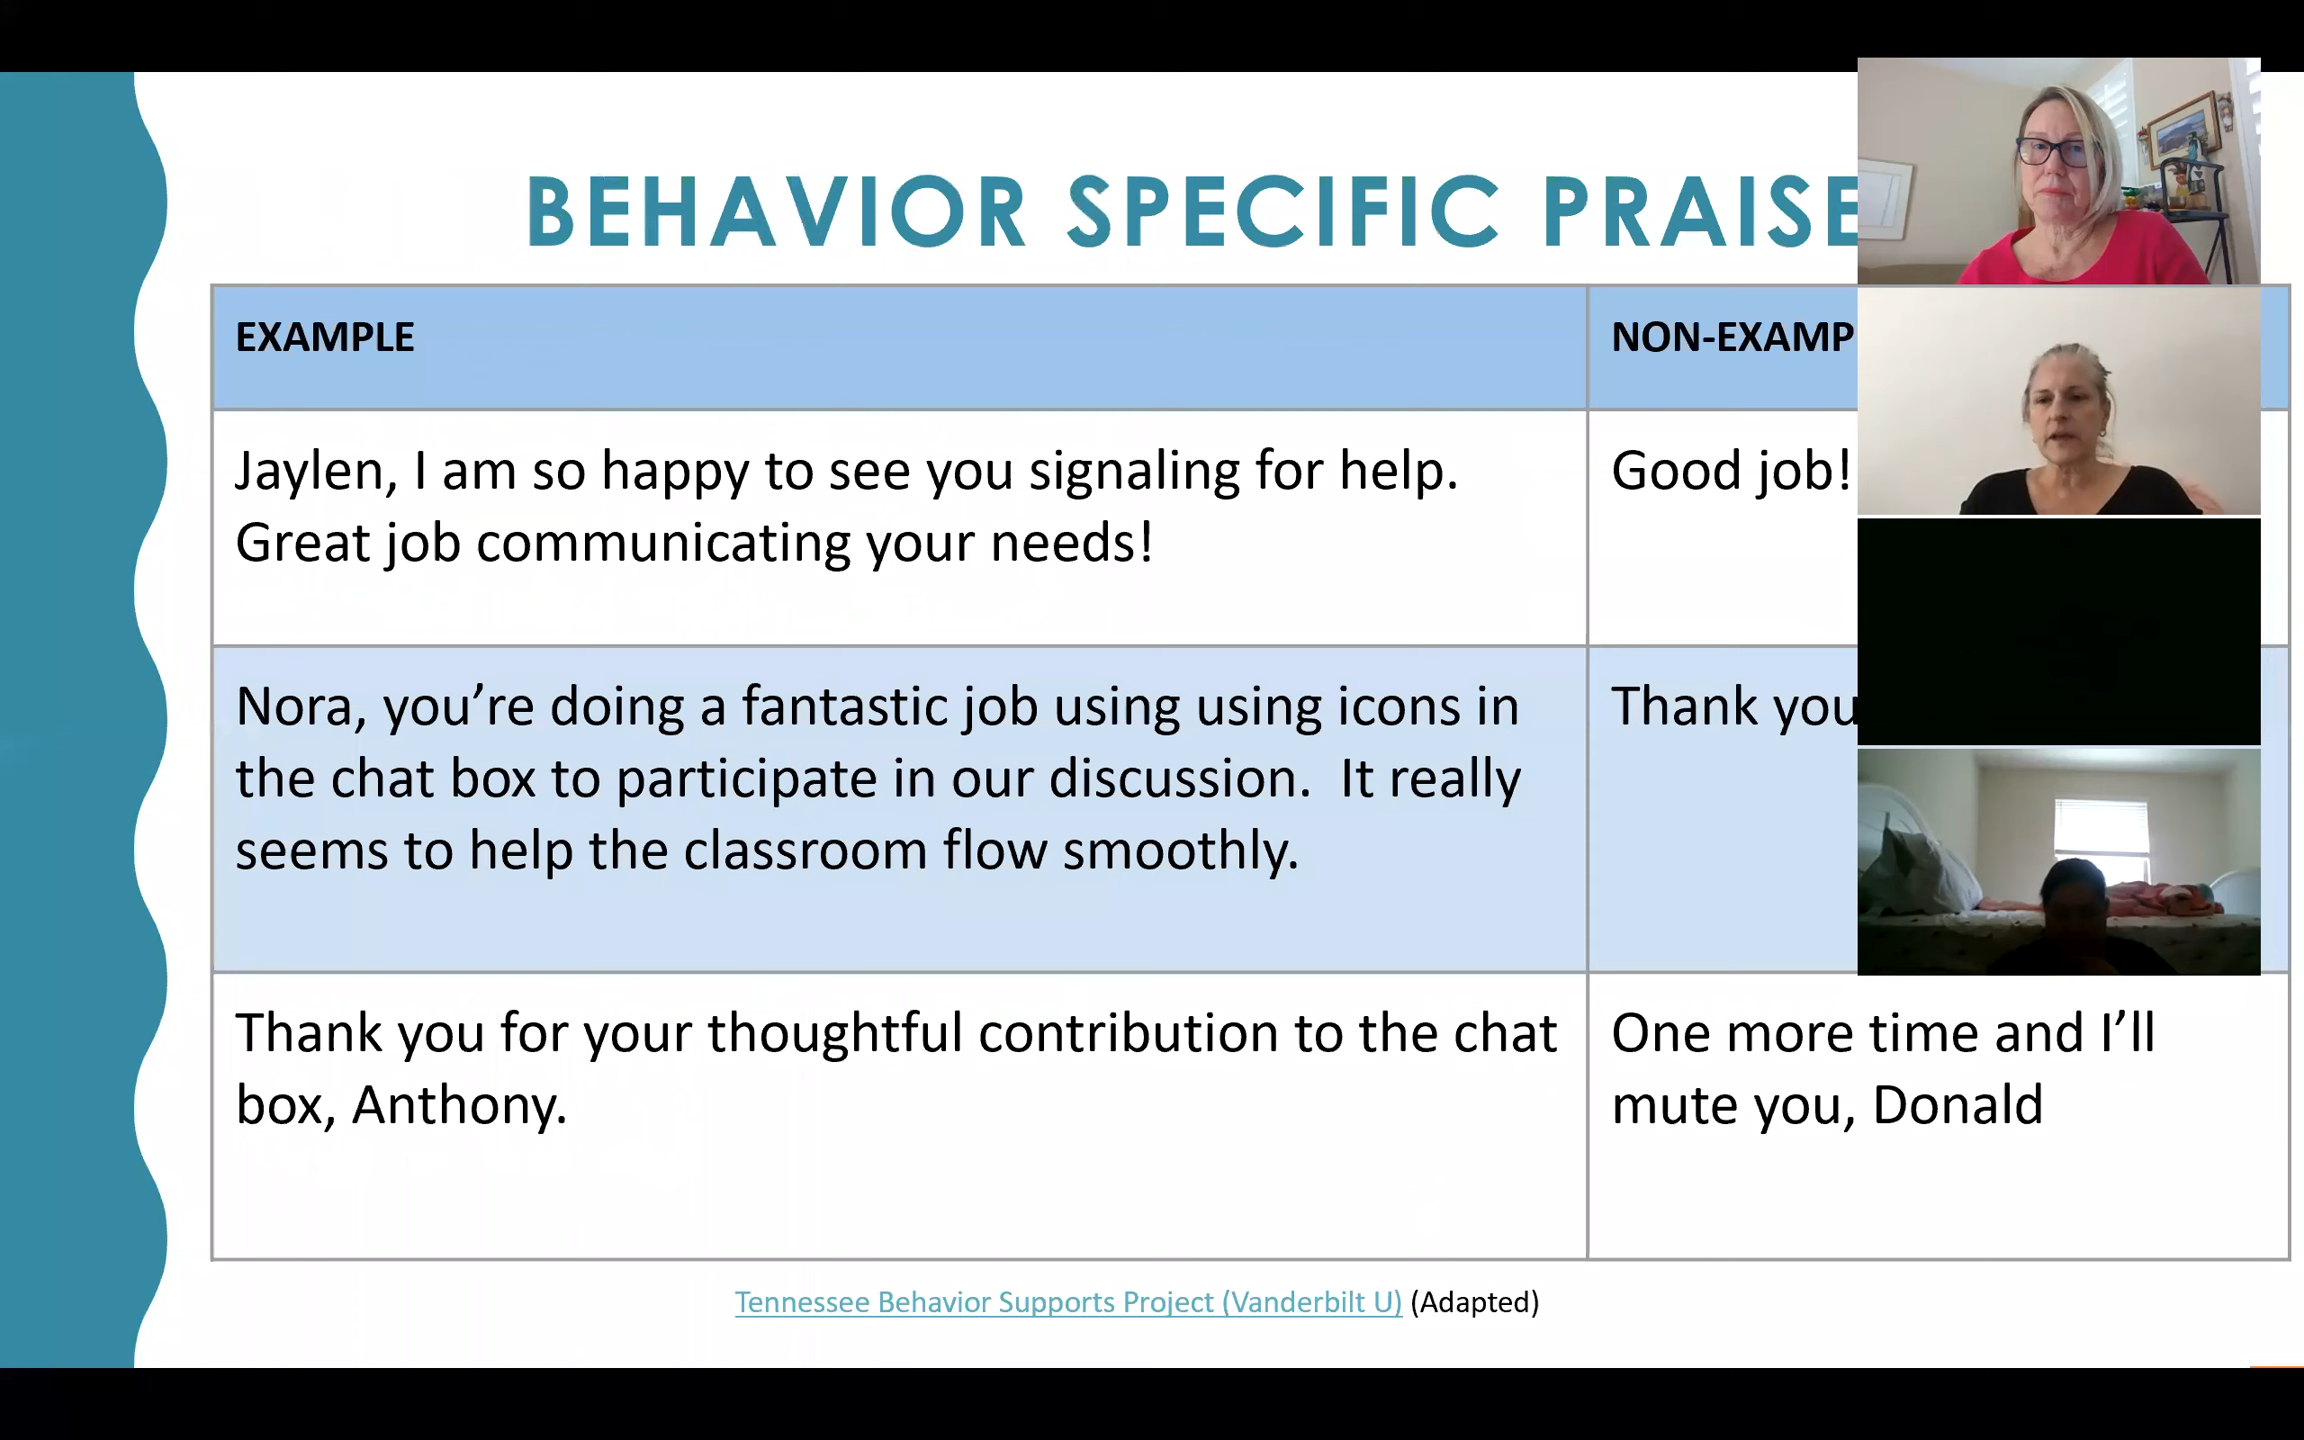 BEHAVIOR SPECIFIC PRAISE
EXAMPLE
NON-EXAMP
Jaylen, I am so happy to see you signaling for help.
Great job communicating your needs!
Good job!
Nora, you’re doing a fantastic job using using icons in
the chat box to participate in our discussion.  It really
seems to help the classroom flow smoothly.
Thank you
Thank you for your thoughtful contribution to the chat
box, Anthony.
One more time and I’ll
mute you, Donald
Tennessee Behavior Supports Project (Vanderbilt U) (Adapted)